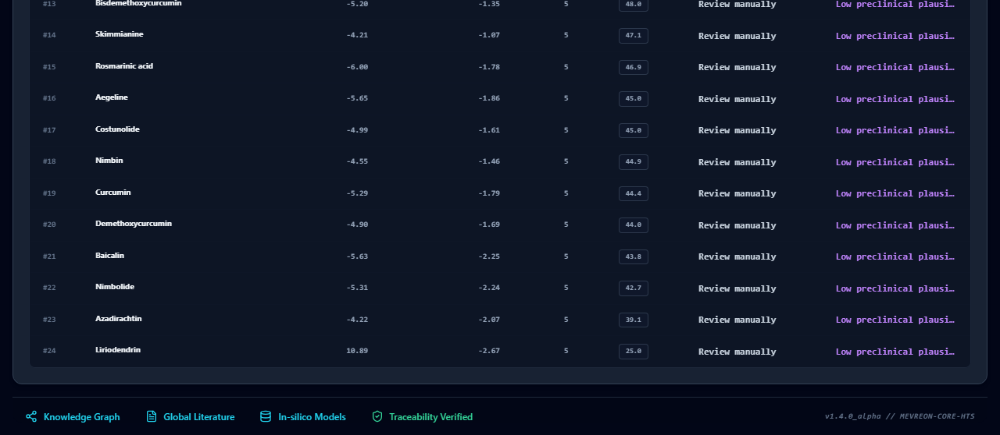 #13 Bisdemethoxycurcumin -5.20 -1.35 5 48.0 Review manually Low preclinical plausi…
#14 Skimmianine -4.21 -1.07 5 47.1 Review manually Low preclinical plausi…
#15 Rosmarinic acid -6.00 -1.78 5 46.9 Review manually Low preclinical plausi…
#16 Aegeline -5.65 -1.86 5 45.0 Review manually Low preclinical plausi…
#17 Costunolide -4.99 -1.61 5 45.0 Review manually Low preclinical plausi…
#18 Nimbin -4.55 -1.46 5 44.9 Review manually Low preclinical plausi…
#19 Curcumin -5.29 -1.79 5 44.4 Review manually Low preclinical plausi…
#20 Demethoxycurcumin -4.90 -1.69 5 44.0 Review manually Low preclinical plausi…
#21 Baicalin -5.63 -2.25 5 43.8 Review manually Low preclinical plausi…
#22 Nimbolide -5.31 -2.24 5 42.7 Review manually Low preclinical plausi…
#23 Azadirachtin -4.22 -2.07 5 39.1 Review manually Low preclinical plausi…
#24 Liriodendrin 10.89 -2.67 5 25.0 Review manually Low preclinical plausi…
Knowledge Graph Global Literature In-silico Models Traceability Verified v1.4.0_alpha // MEVREON-CORE-HTS